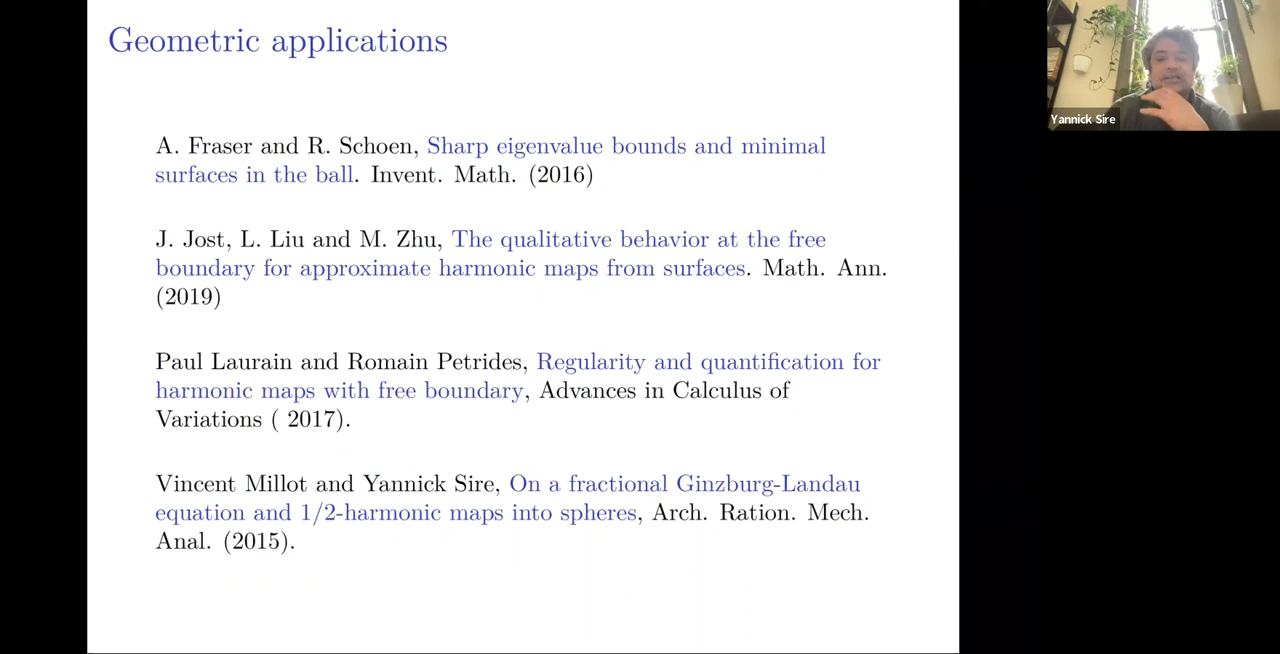 Geometric applications
Yannick Sire
A. Fraser and R. Schoen, Sharp eigenvalue bounds and minimal
surfaces in the ball. Invent. Math. (2016)
J. Jost, L. Liu and M. Zhu, The qualitative behavior at the free
boundary for approximate harmonic maps from surfaces. Math. Ann.
(2019)
Paul Laurain and Romain Petrides, Regularity and quantification for
harmonic maps with free boundary, Advances in Calculus of
Variations ( 2017).
Vincent Millot and Yannick Sire, On a fractional Ginzburg-Landau
equation and 1/2-harmonic maps into spheres, Arch. Ration. Mech.
Anal. (2015).